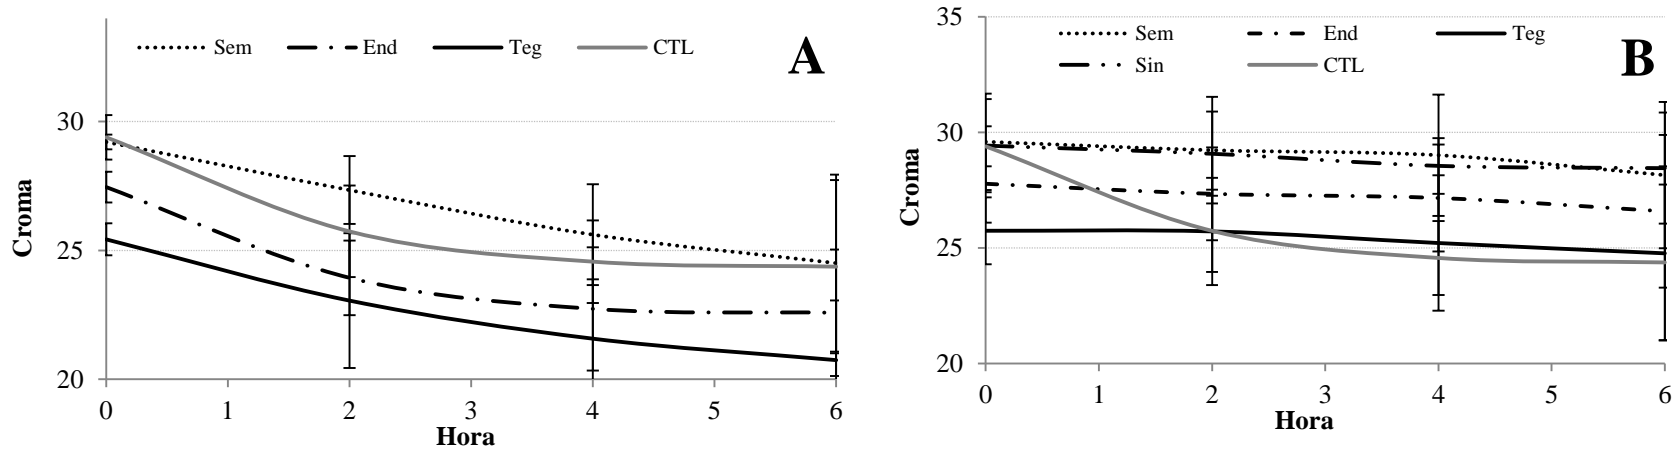 Sem End Teg CTL
A
30
25
20
Croma
0 1 2 3 4 5 6
Hora
35
Sem End Teg
Sin CTL
B
30
25
20
Croma
0 1 2 3 4 5 6
Hora